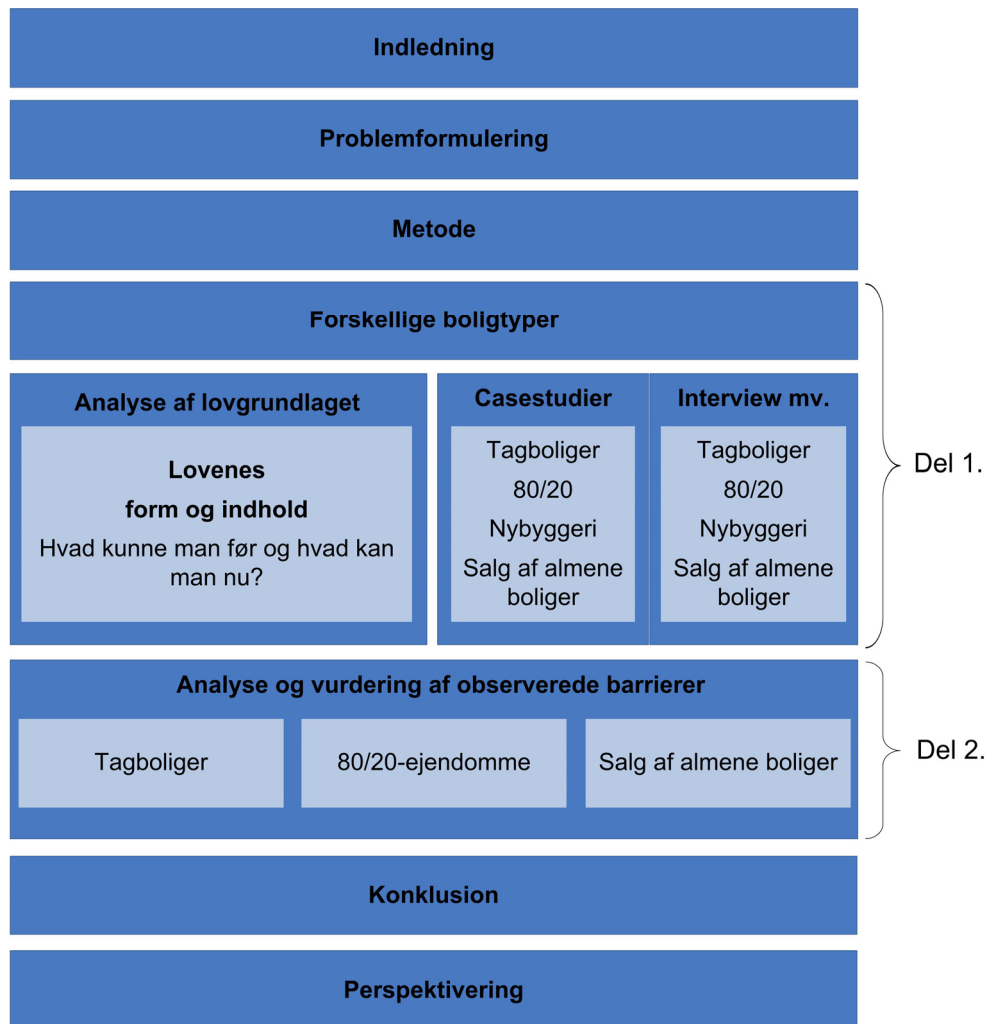 Indledning
Problemformulering
Metode
Forskellige boligtyper
Analyse af lovgrundlaget
Lovenes
form og indhold
Hvad kunne man før og hvad kan
man nu?
Casestudier
Tagboliger
80/20
Nybyggeri
Salg af almene
boliger
Interview mv.
Tagboliger
80/20
Nybyggeri
Salg af almene
boliger
Del 1.
Analyse og vurdering af observerede barrierer
Tagboliger
80/20-ejendomme
Salg af almene boliger
Del 2.
Konklusion
Perspektivering